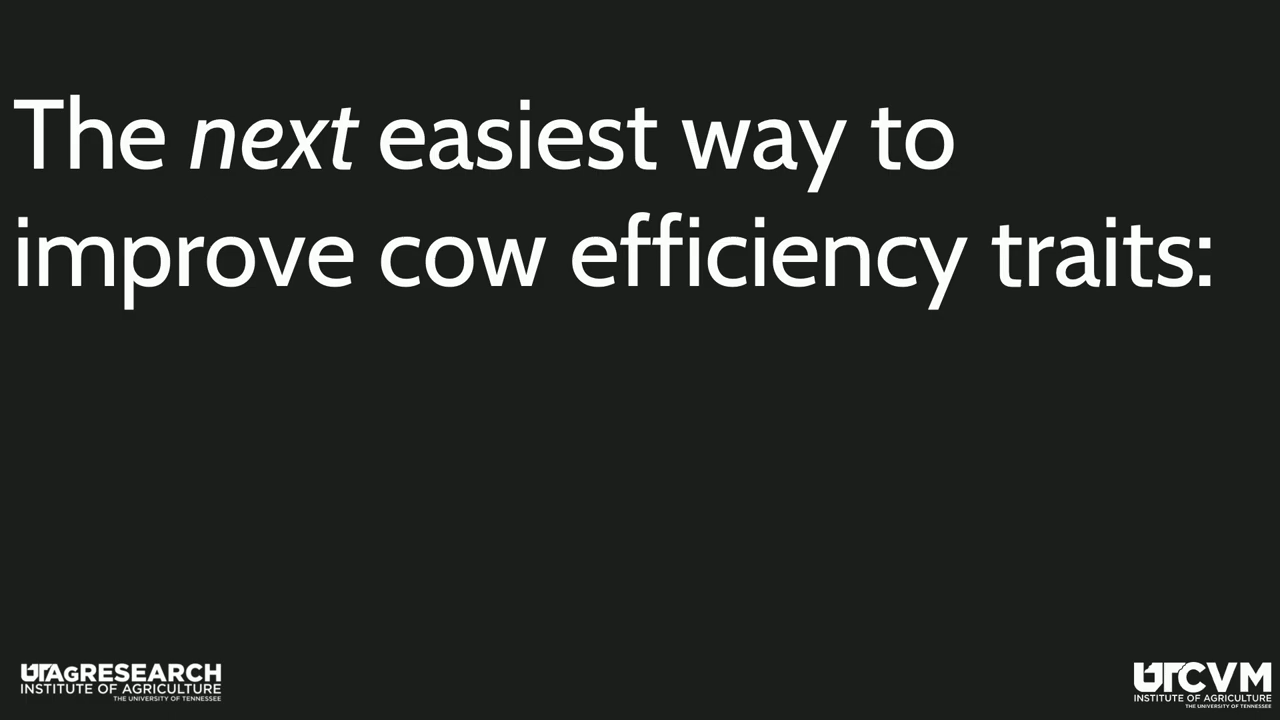 The next easiest way to
improve cow efficiency traits:
UTAgRESEARCH
INSTITUTE OF AGRICULTURE
THE UNIVERSITY OF TENNESSEE
UTCVM
INSTITUTE OF AGRICULTURE
THE UNIVERSITY OF TENNESSEE